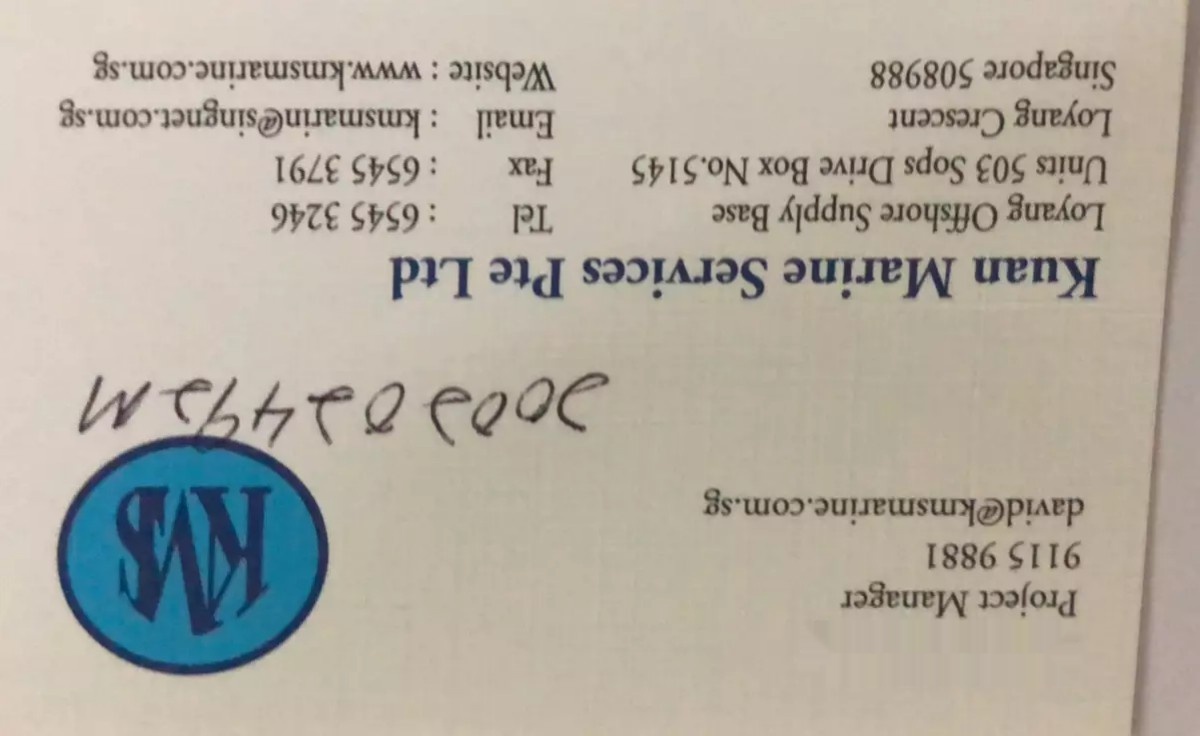 Project Manager
9115 9881
david@kmsmarine.com.sg
KMS
200202442M
Kuan Marine Services Pte Ltd
Loyang Offshore Supply Base Tel : 6545 3246
Units 503 Sops Drive Box No.5145 Fax : 6545 3791
Loyang Crescent Email : kmsmarin@singnet.com.sg
Singapore 508988 Website : www.kmsmarine.com.sg